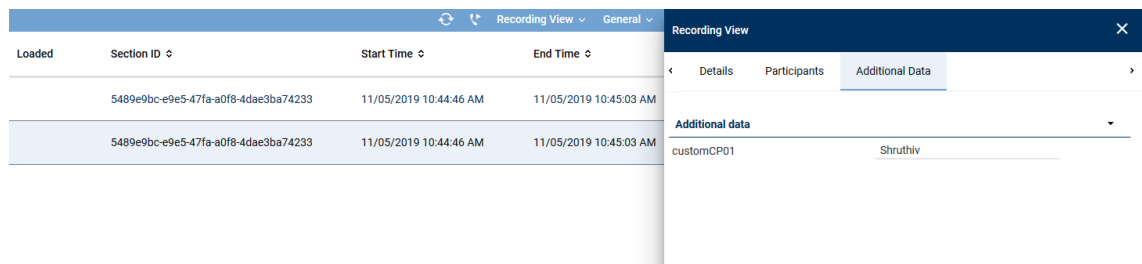 Recording View General
Loaded Section ID Start Time End Time
5489e9bc-e9e5-47fa-a0f8-4dae3ba74233 11/05/2019 10:44:46 AM 11/05/2019 10:45:03 AM
5489e9bc-e9e5-47fa-a0f8-4dae3ba74233 11/05/2019 10:44:46 AM 11/05/2019 10:45:03 AM
Recording View
Details Participants Additional Data
Additional data
customCP01 Shruthiv